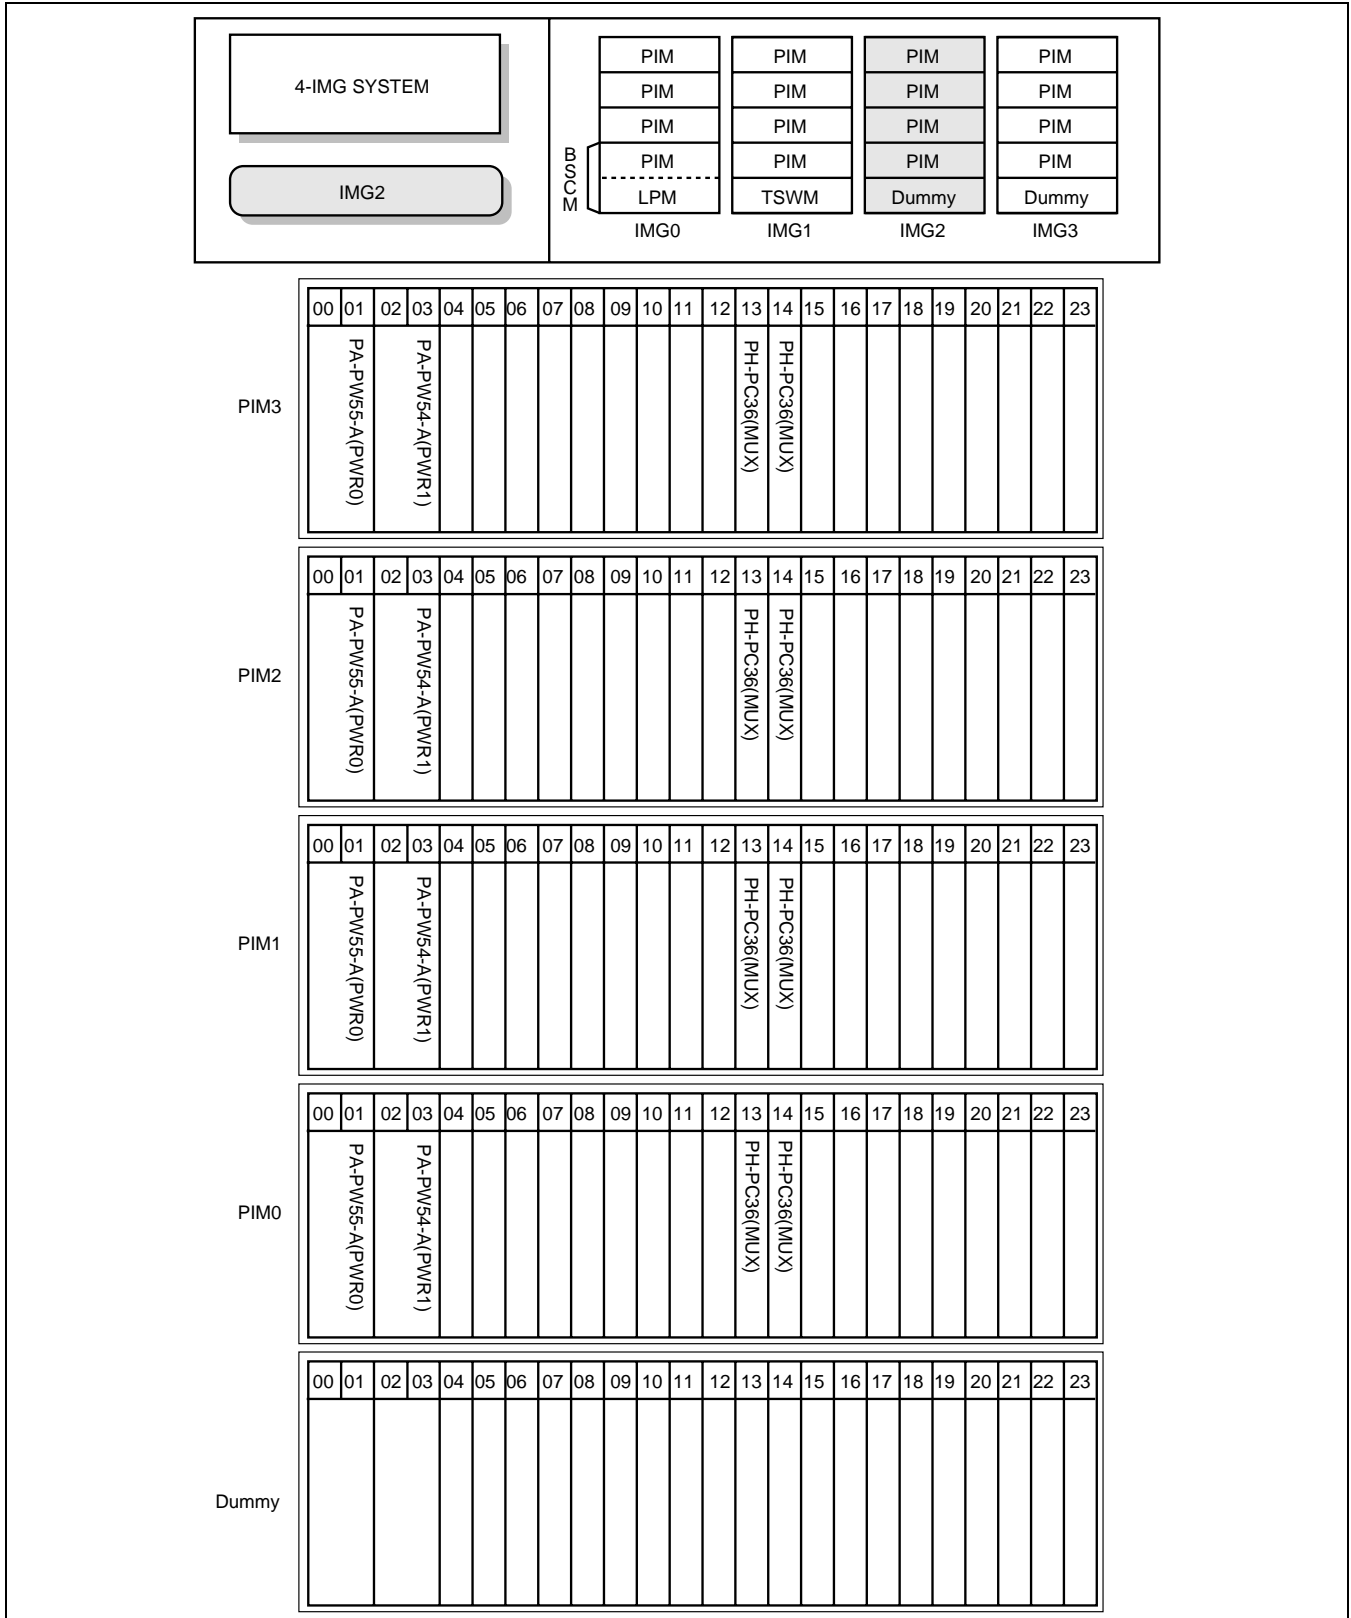 4-IMG SYSTEM
IMG2
PIM PIM PIM PIM
PIM PIM PIM PIM
PIM PIM PIM PIM
BSCM
PIM PIM PIM PIM
LPM TSWM Dummy Dummy
IMG0 IMG1 IMG2 IMG3
00 01 02 03 04 05 06 07 08 09 10 11 12 13 14 15 16 17 18 19 20 21 22 23
PIM3
PA-PW55-A(PWR0)
PA-PW54-A(PWR1)
PH-PC36(MUX)
PH-PC36(MUX)
00 01 02 03 04 05 06 07 08 09 10 11 12 13 14 15 16 17 18 19 20 21 22 23
PIM2
PA-PW55-A(PWR0)
PA-PW54-A(PWR1)
PH-PC36(MUX)
PH-PC36(MUX)
00 01 02 03 04 05 06 07 08 09 10 11 12 13 14 15 16 17 18 19 20 21 22 23
PIM1
PA-PW55-A(PWR0)
PA-PW54-A(PWR1)
PH-PC36(MUX)
PH-PC36(MUX)
00 01 02 03 04 05 06 07 08 09 10 11 12 13 14 15 16 17 18 19 20 21 22 23
PIM0
PA-PW55-A(PWR0)
PA-PW54-A(PWR1)
PH-PC36(MUX)
PH-PC36(MUX)
00 01 02 03 04 05 06 07 08 09 10 11 12 13 14 15 16 17 18 19 20 21 22 23
Dummy